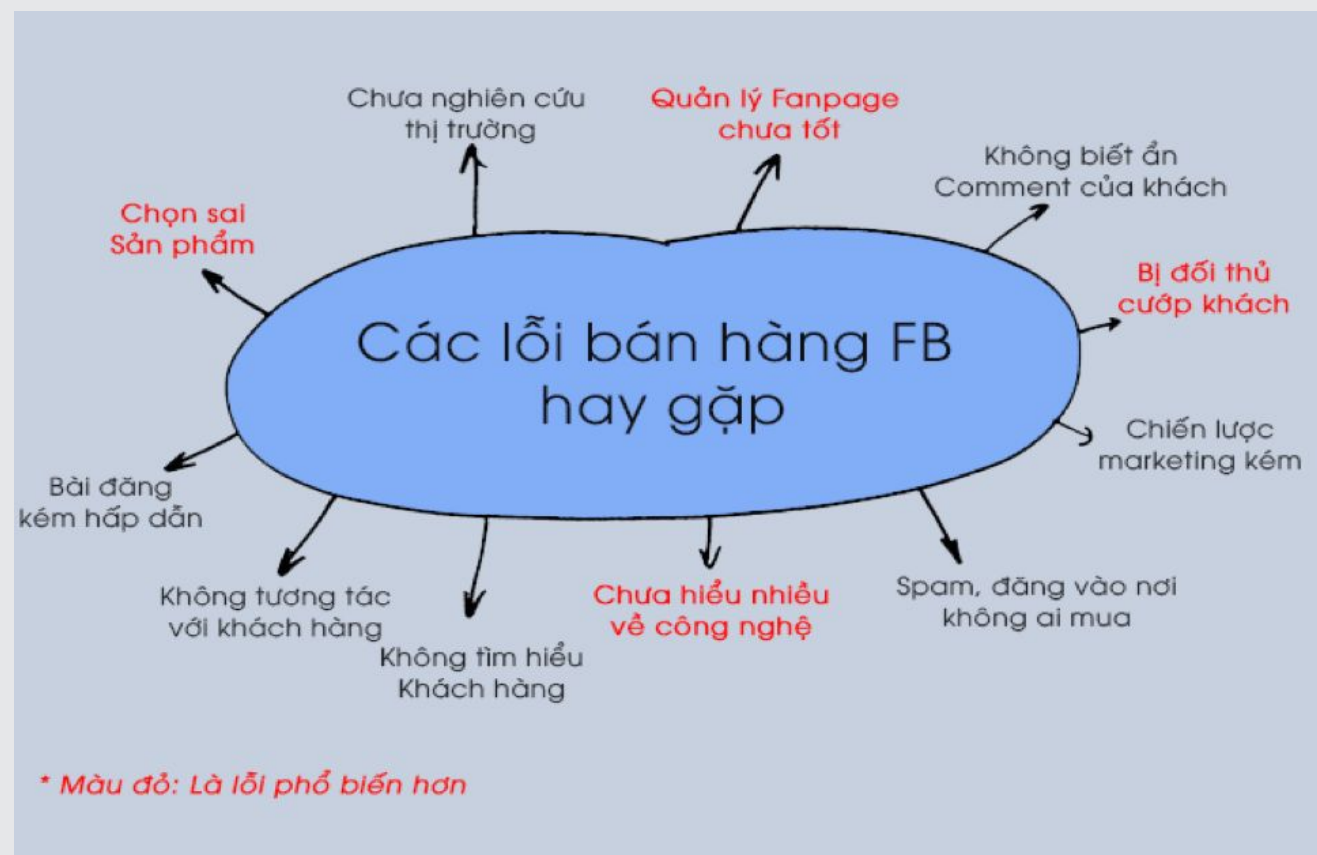 Chưa nghiên cứu
thị trường
Quản lý Fanpage
chưa tốt
Không biết ẩn
Comment của khách
Chọn sai
Sản phẩm
Bị đối thủ
cướp khách
Các lỗi bán hàng FB
hay gặp
Chiến lược
marketing kém
Bài đăng
kém hấp dẫn
Không tương tác
với khách hàng
Không tìm hiểu
Khách hàng
Chưa hiểu nhiều
về công nghệ
Spam, đăng vào nơi
không ai mua
* Màu đỏ: Là lỗi phổ biến hơn